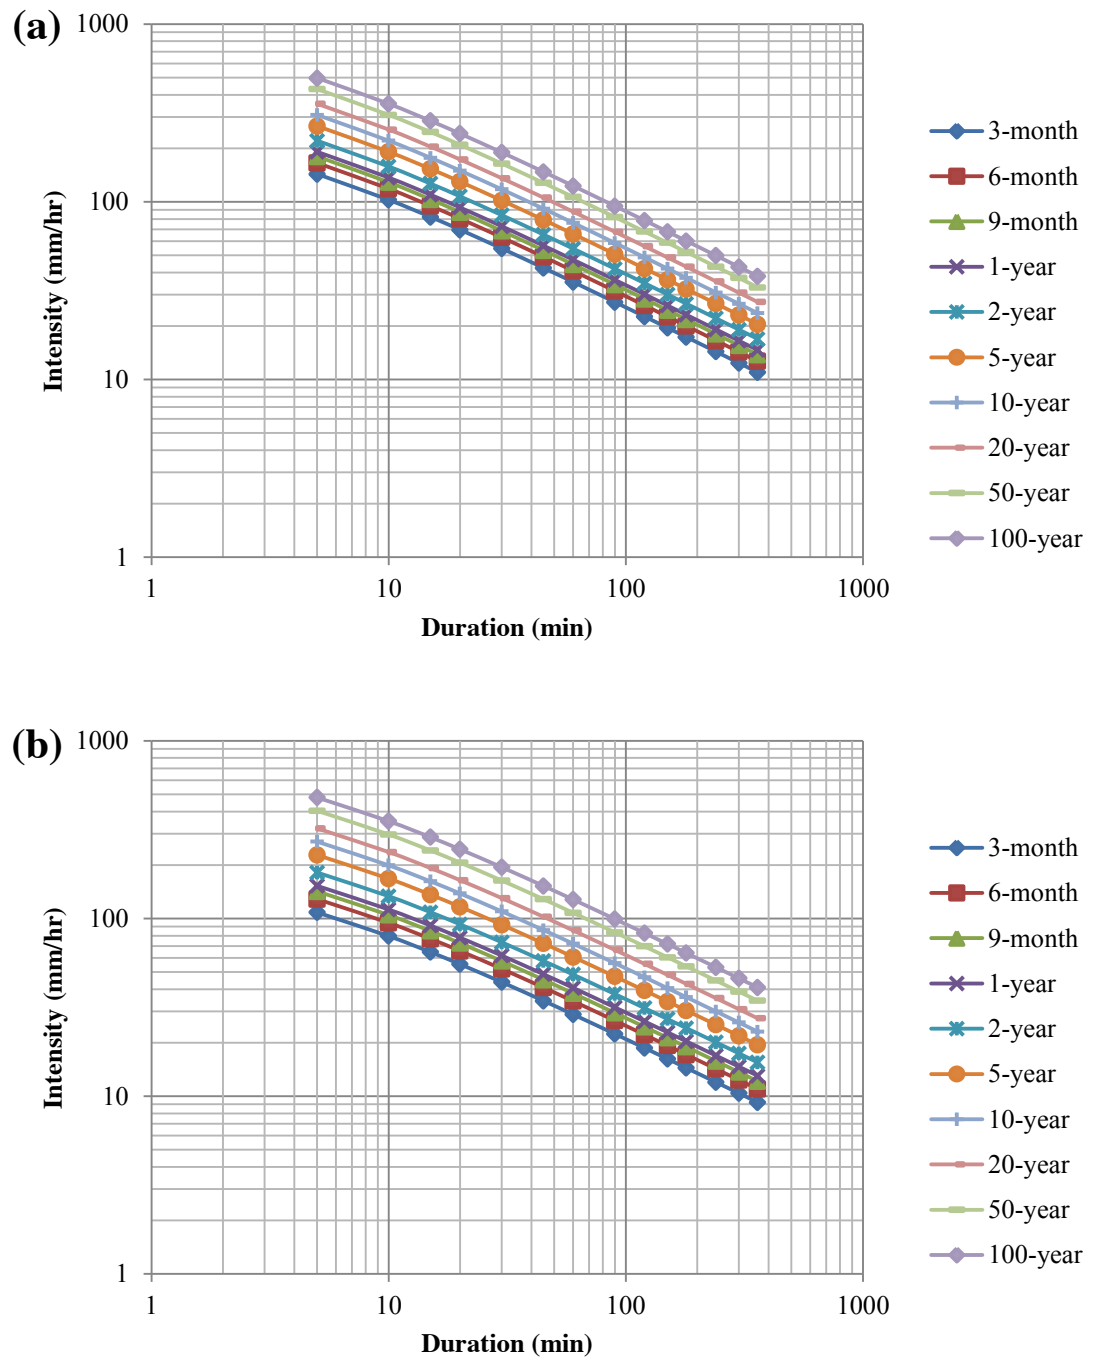 (a)
1000
100
10
1
1 10 100 1000
Intensity (mm/hr)
Duration (min)
3-month
6-month
9-month
1-year
2-year
5-year
10-year
20-year
50-year
100-year
(b)
1000
100
10
1
1 10 100 1000
Intensity (mm/hr)
Duration (min)
3-month
6-month
9-month
1-year
2-year
5-year
10-year
20-year
50-year
100-year